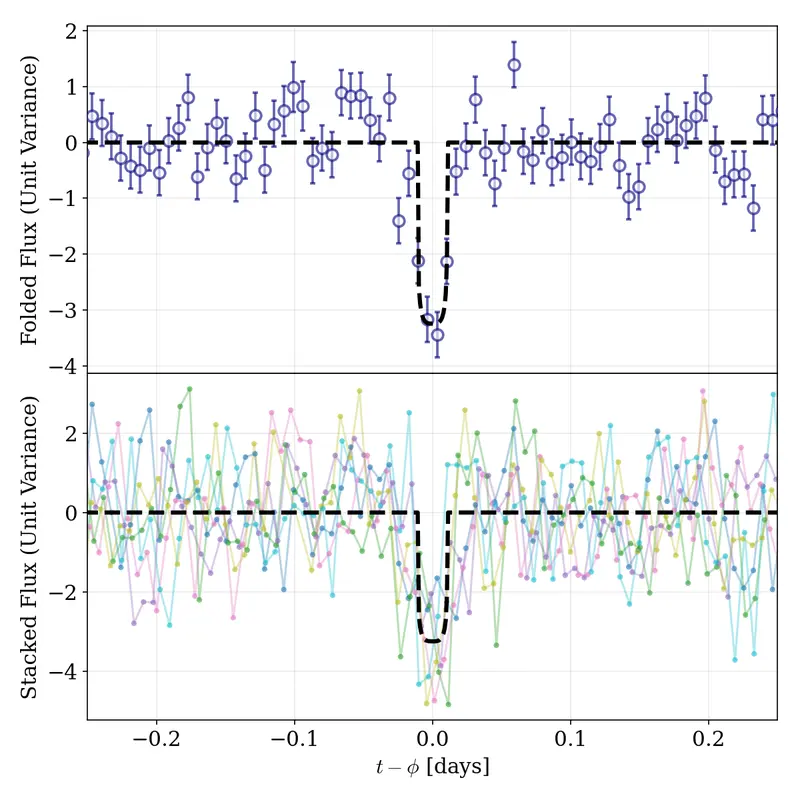 Folded Flux (Unit Variance)
2
1
0
−1
−2
−3
−4
Stacked Flux (Unit Variance)
2
0
−2
−4
−0.2 −0.1 0.0 0.1 0.2
t − ϕ [days]